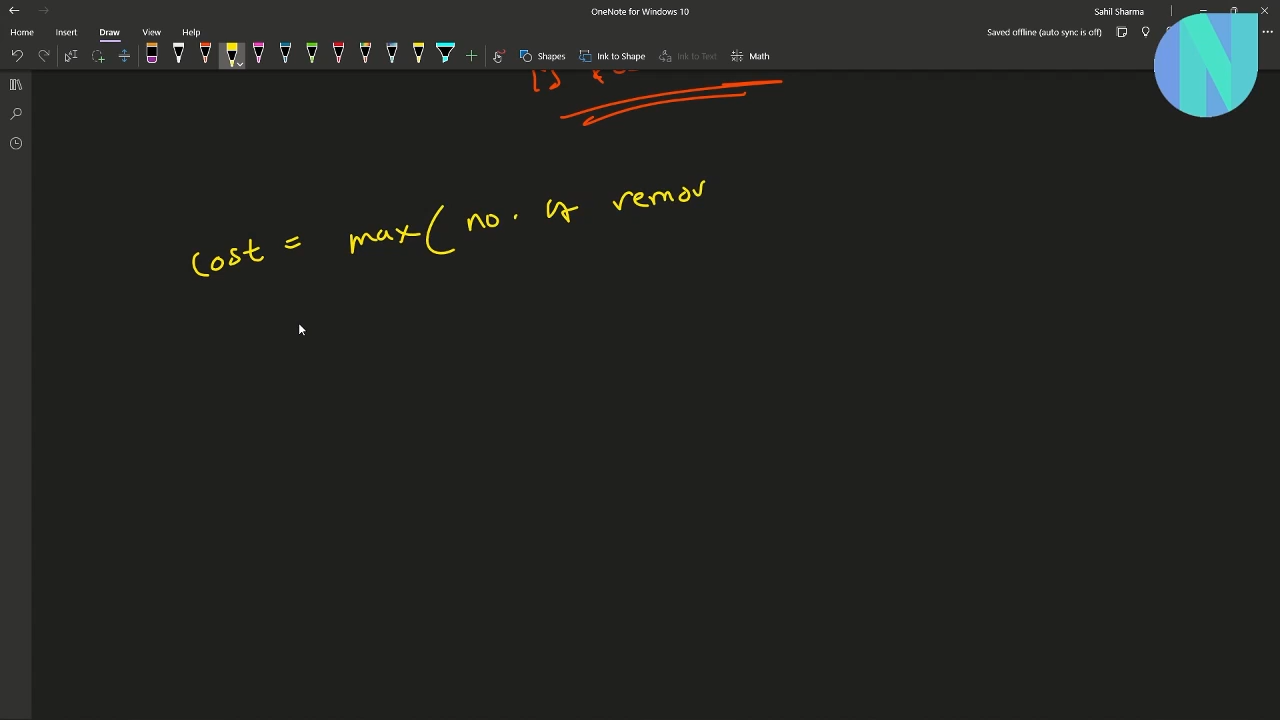 OneNote for Windows 10
Sahil Sharma
Home Insert Draw View Help
Saved offline (auto sync is off)
Shapes Ink to Shape Ink to Text Math
is
cost = max( no. of remov